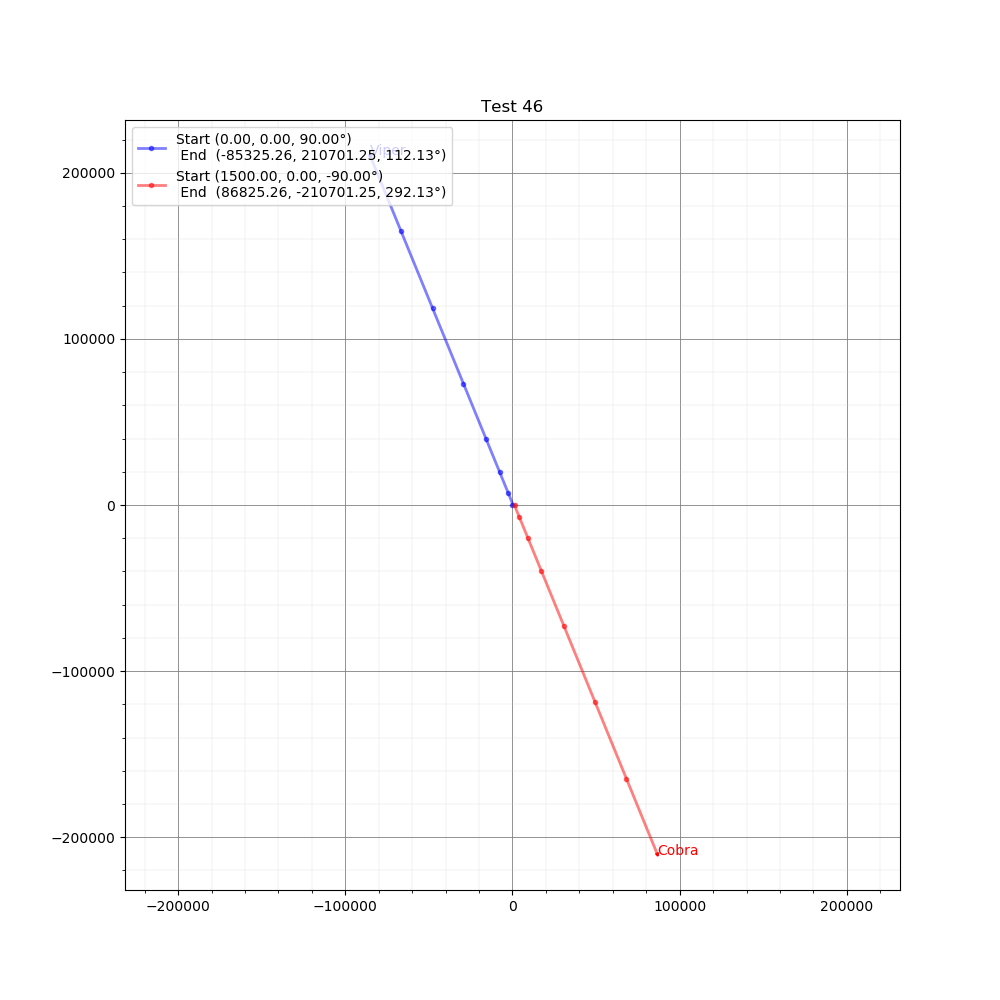 Test 46
Start (0.00, 0.00, 90.00°)
End (-85325.26, 210701.25, 112.13°)
Start (1500.00, 0.00, -90.00°)
End (86825.26, -210701.25, 292.13°)
Viper
200000
100000
0
−100000
−200000
Cobra
−200000
−100000
0
100000
200000